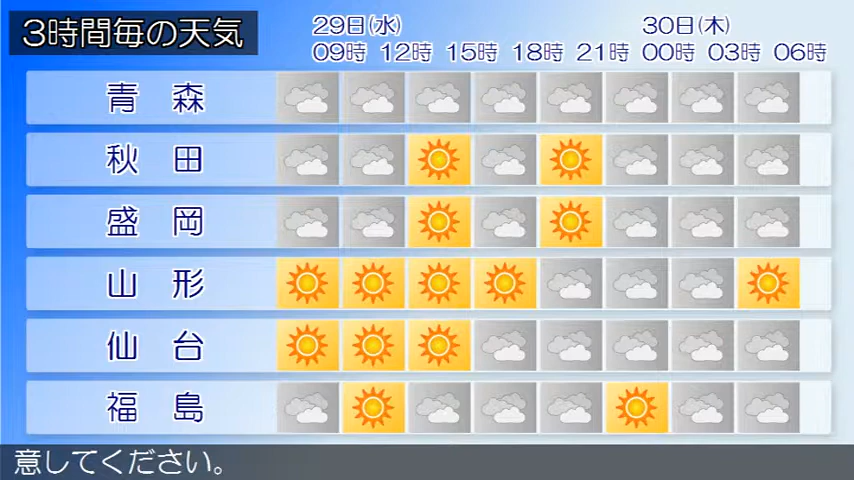 3時間毎の天気
29日(水) 30日(木)
09時 12時 15時 18時 21時 00時 03時 06時
青 森
秋 田
盛 岡
山 形
仙 台
福 島
意してください。